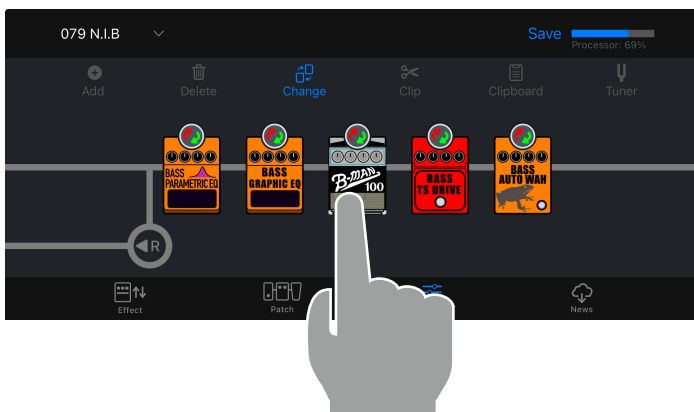 079 N.I.B
Save
Processor: 69%
Add
Delete
Change
Clip
Clipboard
Tuner
BASS
PARAMETRIC EQ
BASS
GRAPHIC EQ
B-MAN
100
BASS
TS DRIVE
BASS
AUTO WAH
R
Effect
Patch
News